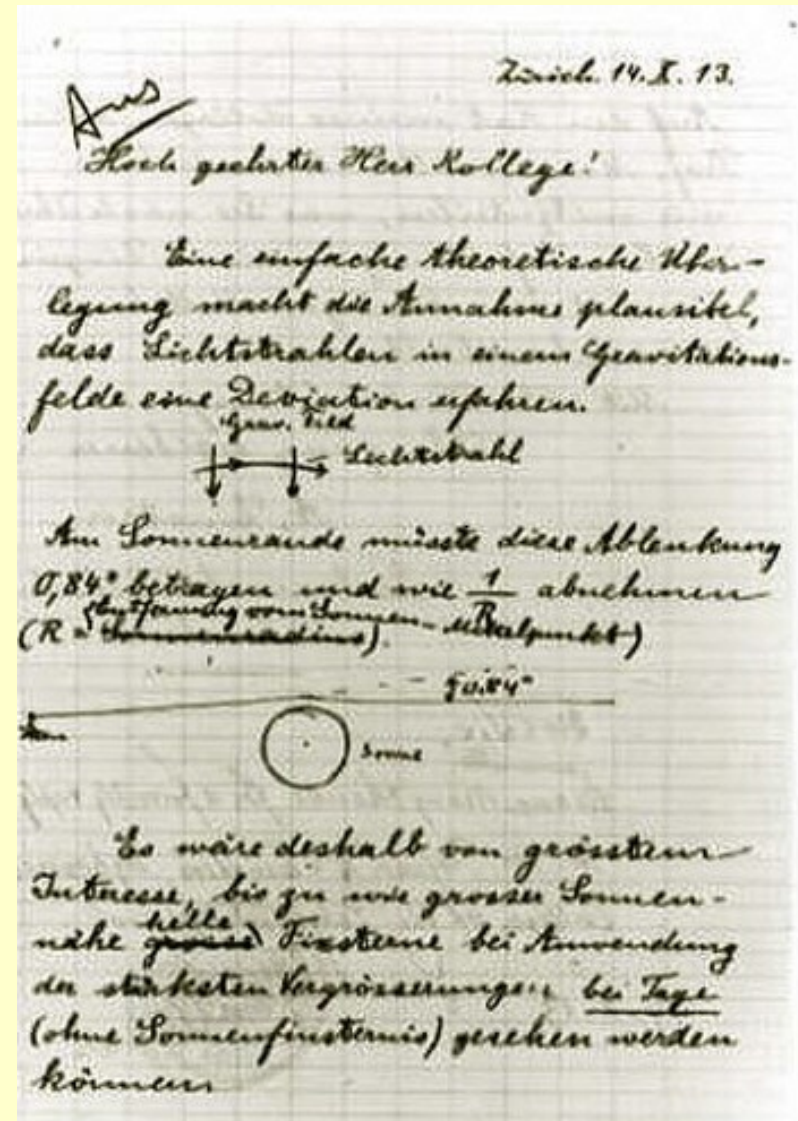 Zürich. 14. X. 13.
Hoch geehrter Herr Kollege!
Eine einfache theoretische Über-
legung macht die Annahme plausibel,
dass Lichtstrahlen in einem Gravitations-
felde eine Deviation erfahren.
Grav. Feld
Lichtstrahl
Am Sonnenrande müsste diese Ablenkung
0,84" betragen und wie 1/R abnehmen
(R = Entfernung vom Sonnen-Mittelpunkt)
Sonnenradius
0.84"
Sonne
Es wäre deshalb von grösstem
Interesse, bis zu wie grosser Sonnen-
nähe helle Fixsterne bei Anwendung
grosse
der stärksten Vergrösserungen bei Tage
(ohne Sonnenfinsternis) gesehen werden
können.